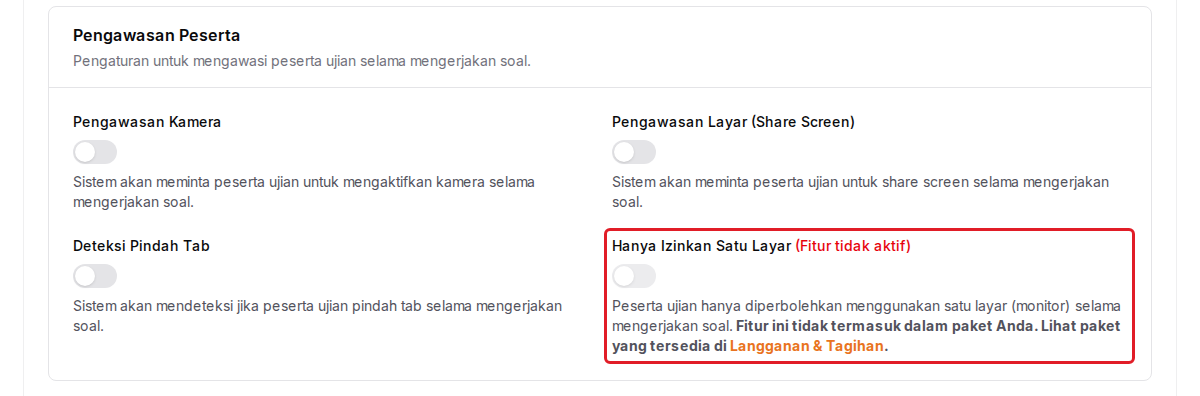 Pengawasan Peserta
Pengaturan untuk mengawasi peserta ujian selama mengerjakan soal.
Pengawasan Kamera
Sistem akan meminta peserta ujian untuk mengaktifkan kamera selama
mengerjakan soal.
Pengawasan Layar (Share Screen)
Sistem akan meminta peserta ujian untuk share screen selama mengerjakan
soal.
Deteksi Pindah Tab
Sistem akan mendeteksi jika peserta ujian pindah tab selama mengerjakan
soal.
Hanya Izinkan Satu Layar (Fitur tidak aktif)
Peserta ujian hanya diperbolehkan menggunakan satu layar (monitor) selama
mengerjakan soal. Fitur ini tidak termasuk dalam paket Anda. Lihat paket
yang tersedia di Langganan & Tagihan.